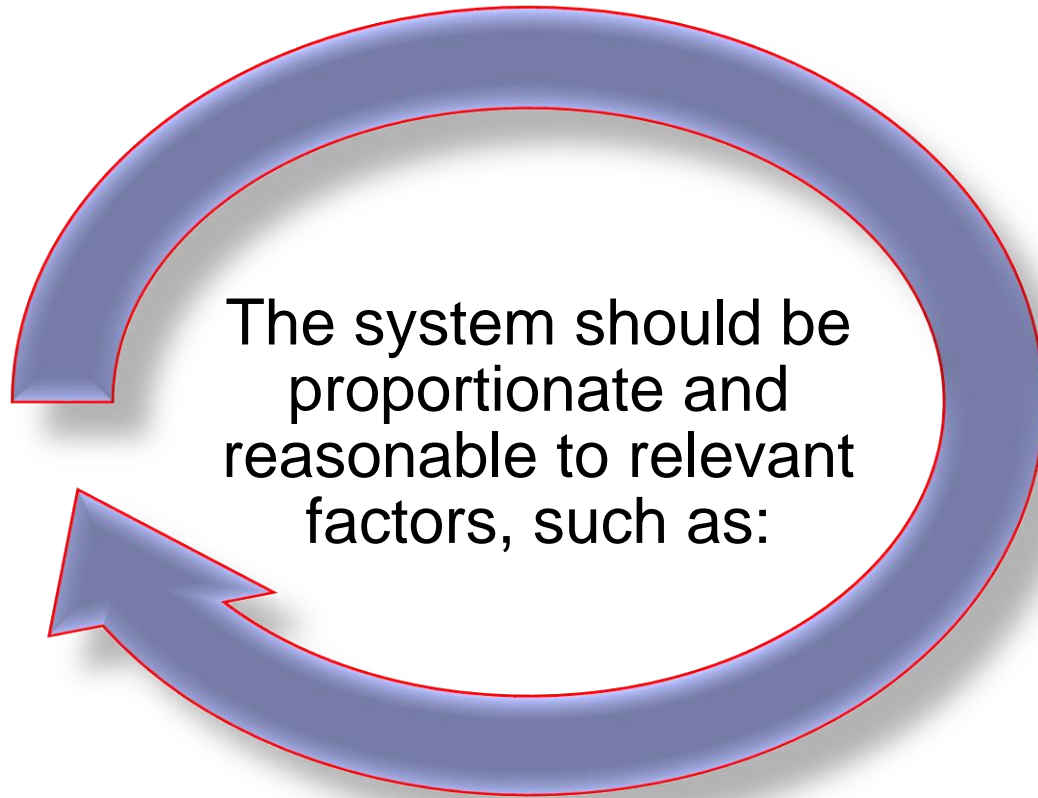 The system should be
proportionate and
reasonable to relevant
factors, such as: